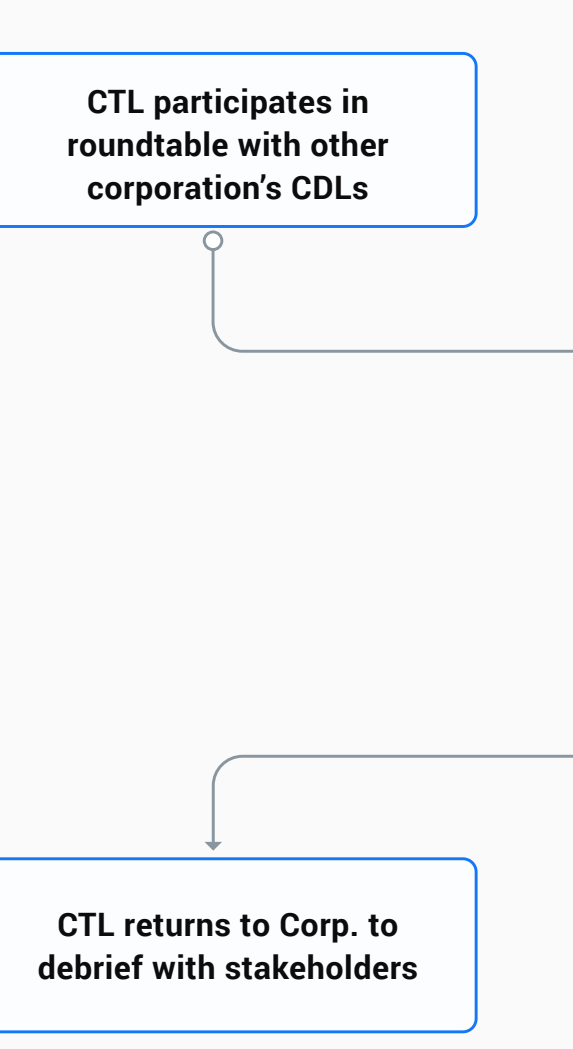 CTL participates in
roundtable with other
corporation’s CDLs
CTL returns to Corp. to
debrief with stakeholders